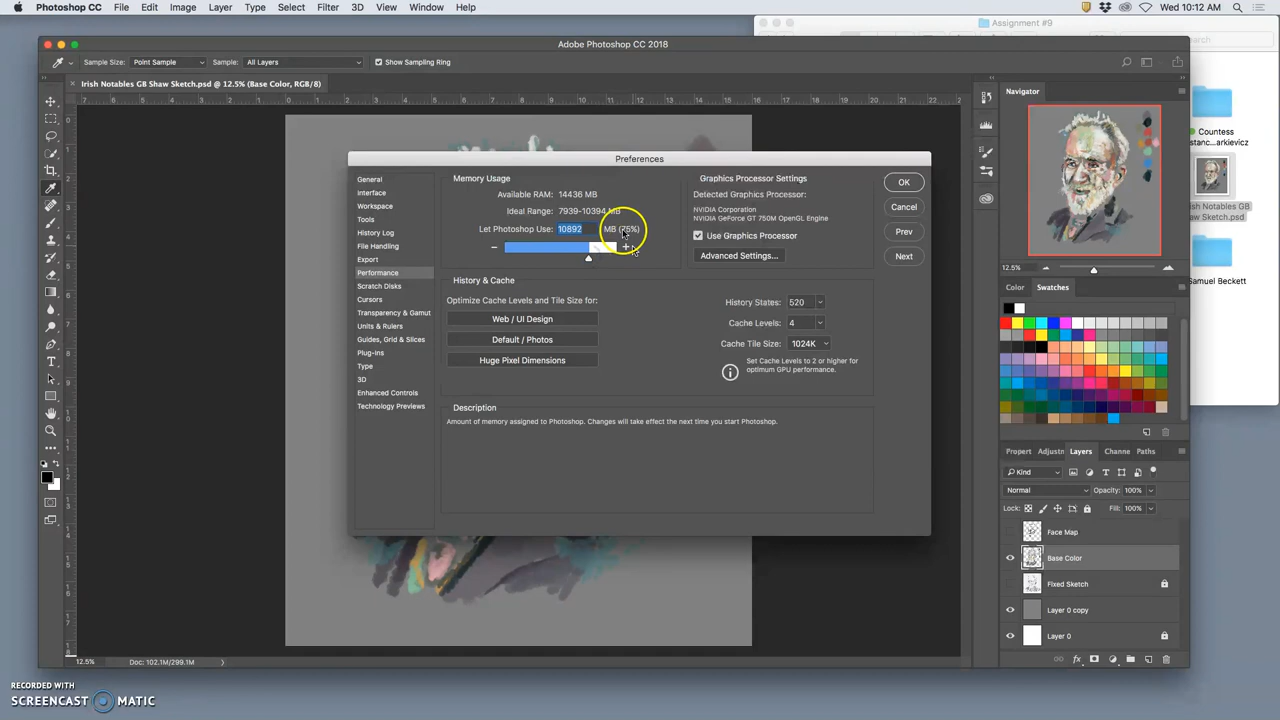 Photoshop CC File Edit Image Layer Type Select Filter 3D View Window Help Wed 10:12 AM
Assignment #9
Adobe Photoshop CC 2018
Sample Size: Point Sample Sample: All Layers Show Sampling Ring
Irish Notables GB Shaw Sketch.psd @ 12.5% (Base Color, RGB/8)
Navigator
12.5%
Color Swatches
Propert Adjustn Layers Channe Paths
Kind
Normal Opacity: 100%
Lock: Fill: 100%
Face Map
Base Color
Fixed Sketch
Layer 0 copy
Layer 0
Countess
Irish Notables GB
Shaw Sketch.psd
Samuel Beckett
Preferences
General
Interface
Workspace
Tools
History Log
File Handling
Export
Performance
Scratch Disks
Cursors
Transparency & Gamut
Units & Rulers
Guides, Grid & Slices
Plug-Ins
Type
3D
Enhanced Controls
Technology Previews
Memory Usage
Available RAM: 14436 MB
Ideal Range: 7939-10394 MB
Let Photoshop Use: 10892 MB (75%)
Graphics Processor Settings
Detected Graphics Processor:
NVIDIA Corporation
NVIDIA GeForce GT 750M OpenGL Engine
Use Graphics Processor
Advanced Settings...
OK
Cancel
Prev
Next
History & Cache
Optimize Cache Levels and Tile Size for:
Web / UI Design
Default / Photos
Huge Pixel Dimensions
History States: 520
Cache Levels: 4
Cache Tile Size: 1024K
Set Cache Levels to 2 or higher for
optimum GPU performance.
Description
Amount of memory assigned to Photoshop. Changes will take effect the next time you start Photoshop.
12.5% Doc: 102.1M/299.1M
RECORDED WITH
SCREENCAST MATIC